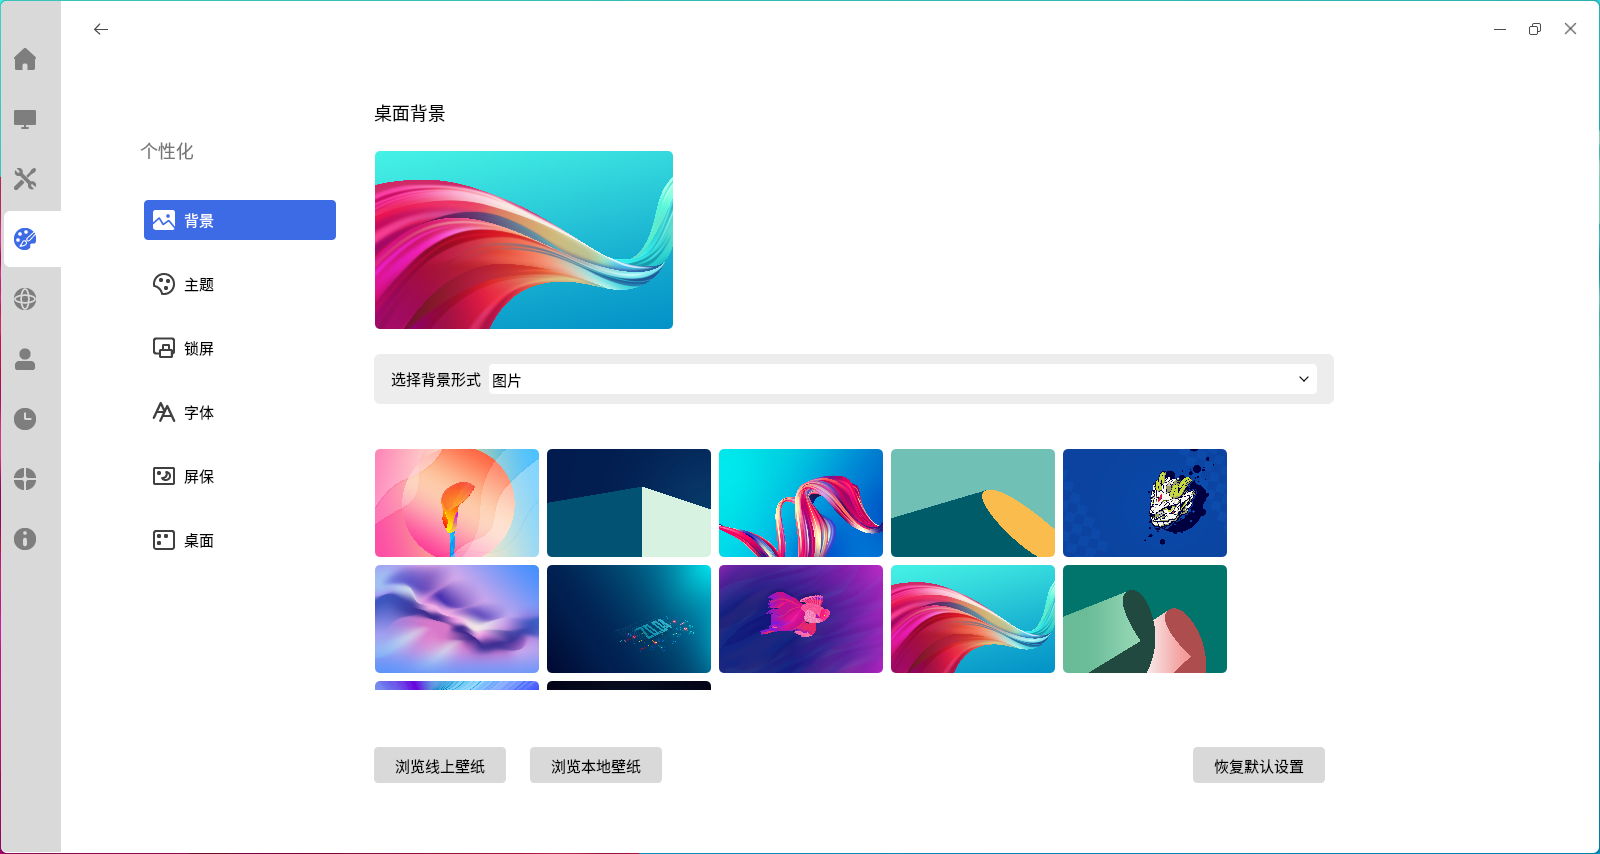 桌面背景
个性化
背景
主题
锁屏
字体
屏保
桌面
选择背景形式 图片
浏览线上壁纸
浏览本地壁纸
恢复默认设置